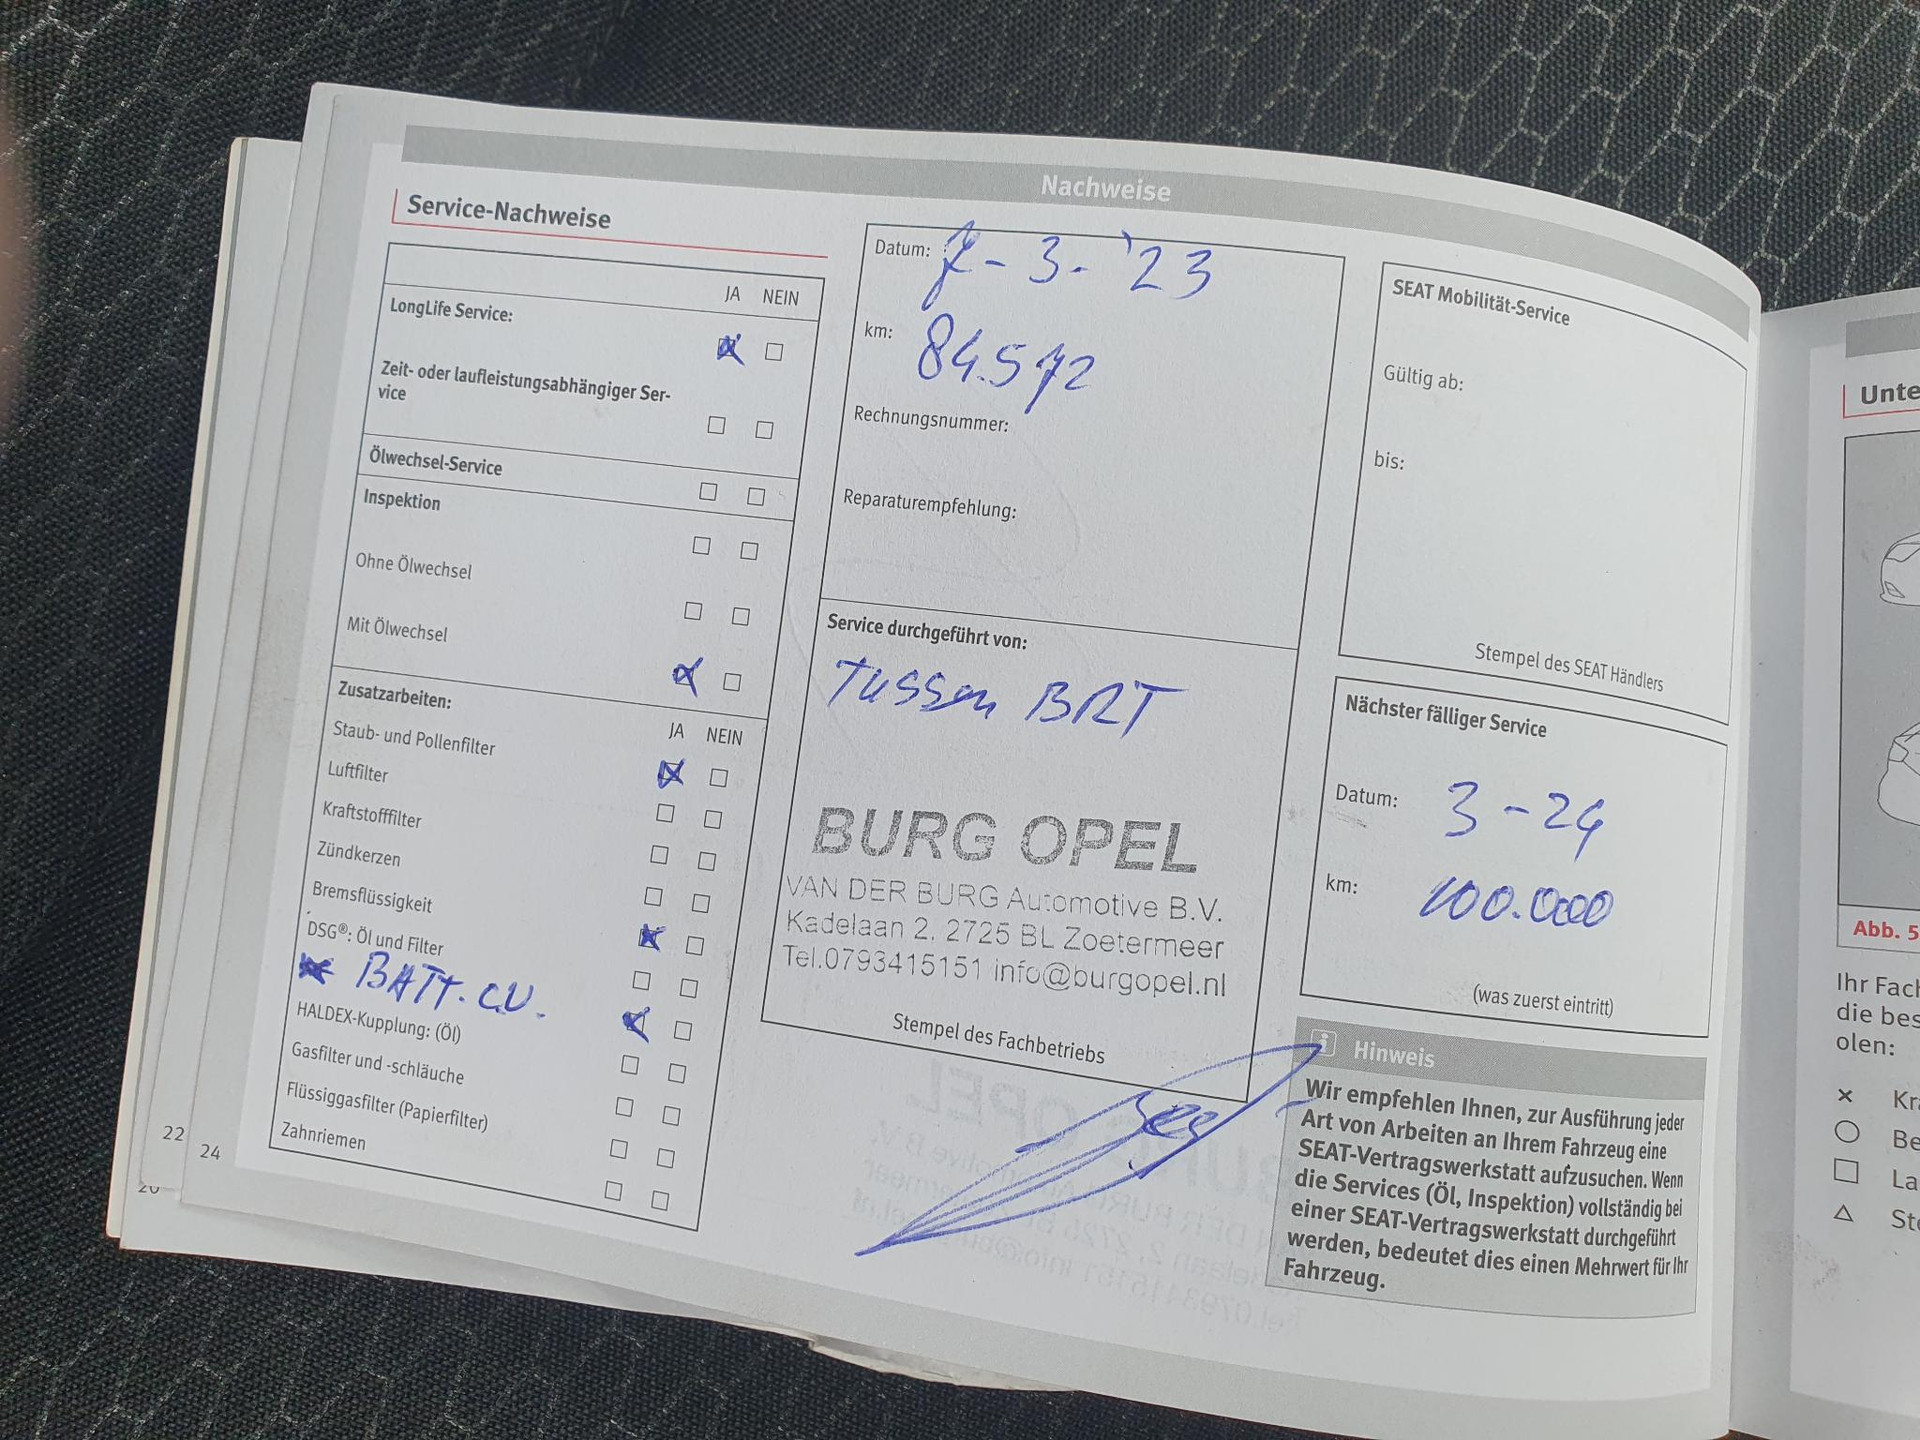 Nachweise
Service-Nachweise
JA NEIN
LongLife Service:
Zeit- oder laufleistungsabhängiger Ser-
vice
Ölwechsel-Service
Inspektion
Ohne Ölwechsel
Mit Ölwechsel
Zusatzarbeiten:
JA NEIN
Staub- und Pollenfilter
Luftfilter
Kraftstofffilter
Zündkerzen
Bremsflüssigkeit
DSG®: Öl und Filter
BATT. C.U.
HALDEX-Kupplung: (Öl)
Gasfilter und -schläuche
Flüssiggasfilter (Papierfilter)
Zahnriemen
22
24
Datum: 7-3-'23
km: 84.572
Rechnungsnummer:
Reparaturempfehlung:
Service durchgeführt von:
Tussen BRT
BURG OPEL
VAN DER BURG Automotive B.V.
Kadelaan 2, 2725 BL Zoetermeer
Tel.0793415151 info@burgopel.nl
Stempel des Fachbetriebs
SEAT Mobilität-Service
Gültig ab:
bis:
Stempel des SEAT Händlers
Nächster fälliger Service
Datum: 3-24
km: 100.000
(was zuerst eintritt)
Hinweis
Wir empfehlen Ihnen, zur Ausführung jeder
Art von Arbeiten an Ihrem Fahrzeug eine
SEAT-Vertragswerkstatt aufzusuchen. Wenn
die Services (Öl, Inspektion) vollständig bei
einer SEAT-Vertragswerkstatt durchgeführt
werden, bedeutet dies einen Mehrwert für Ihr
Fahrzeug.
Unte
Abb. 5
Ihr Fach
die bes
olen:
Kra
Be
La